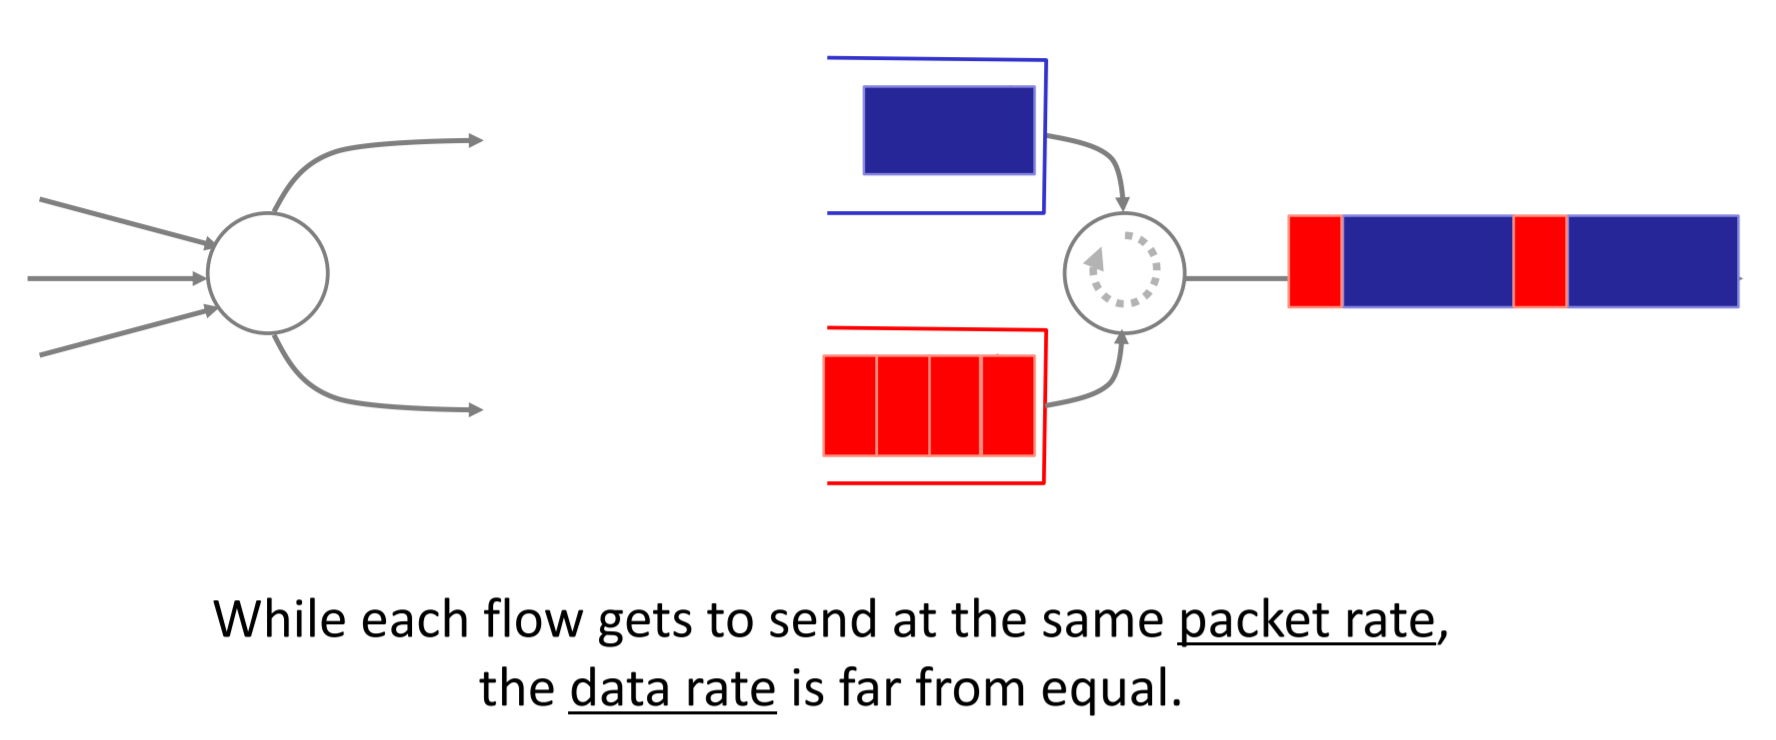 While each flow gets to send at the same packet rate,
the data rate is far from equal.